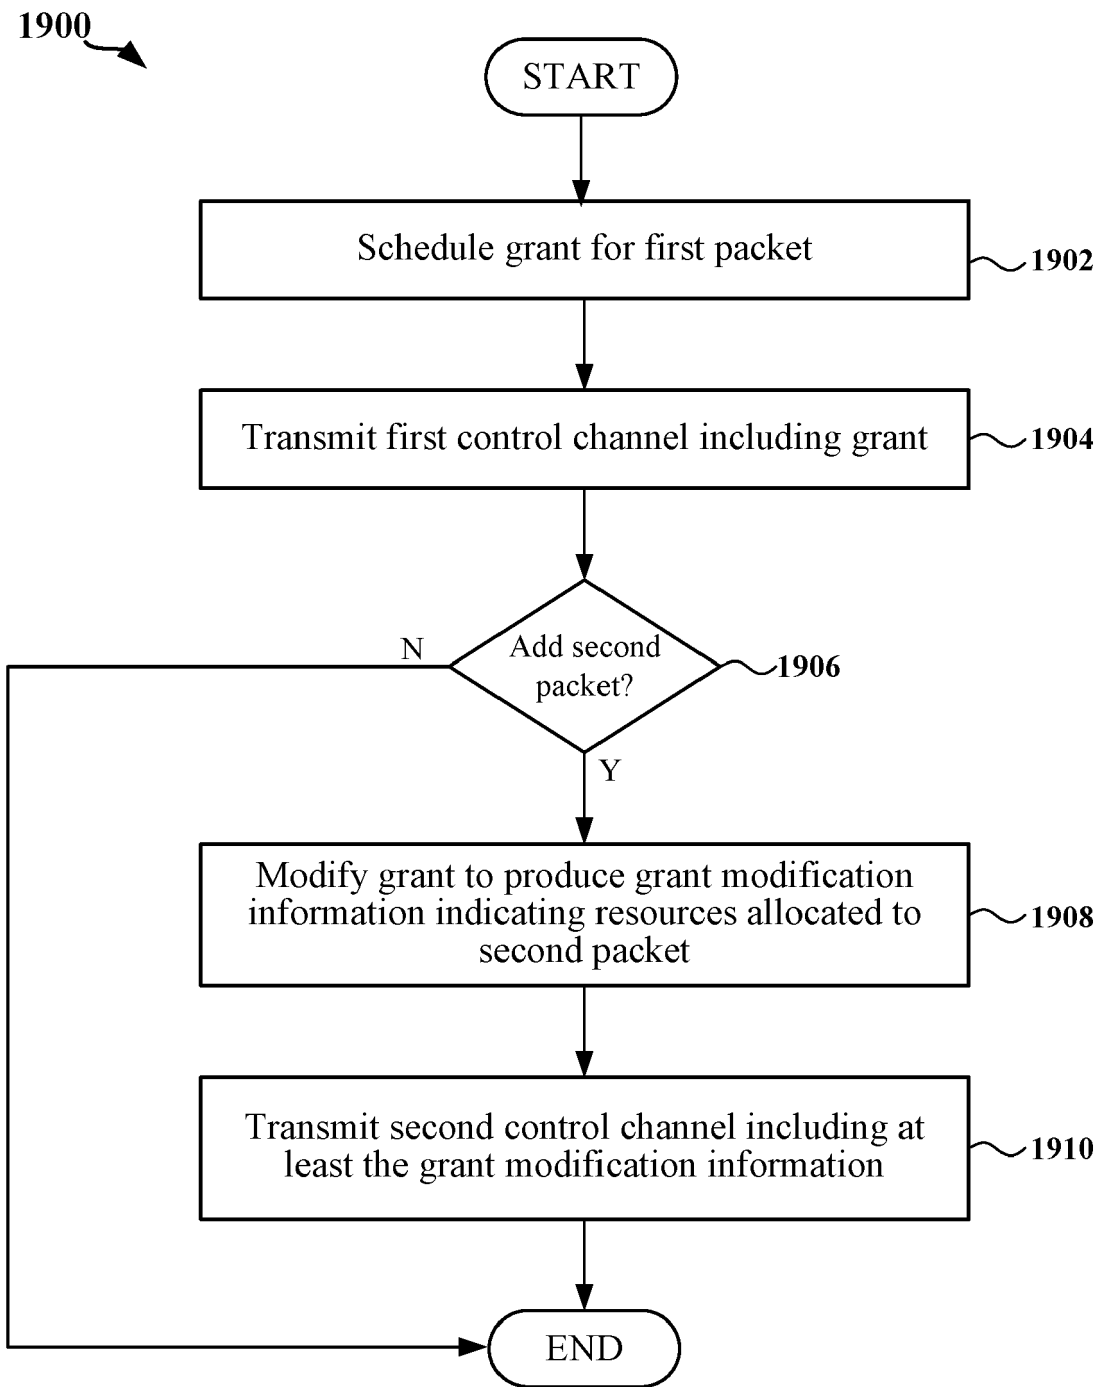 1900
START
Schedule grant for first packet
1902
Transmit first control channel including grant
1904
N
Add second
packet?
1906
Y
Modify grant to produce grant modification
information indicating resources allocated to
second packet
1908
Transmit second control channel including at
least the grant modification information
1910
END